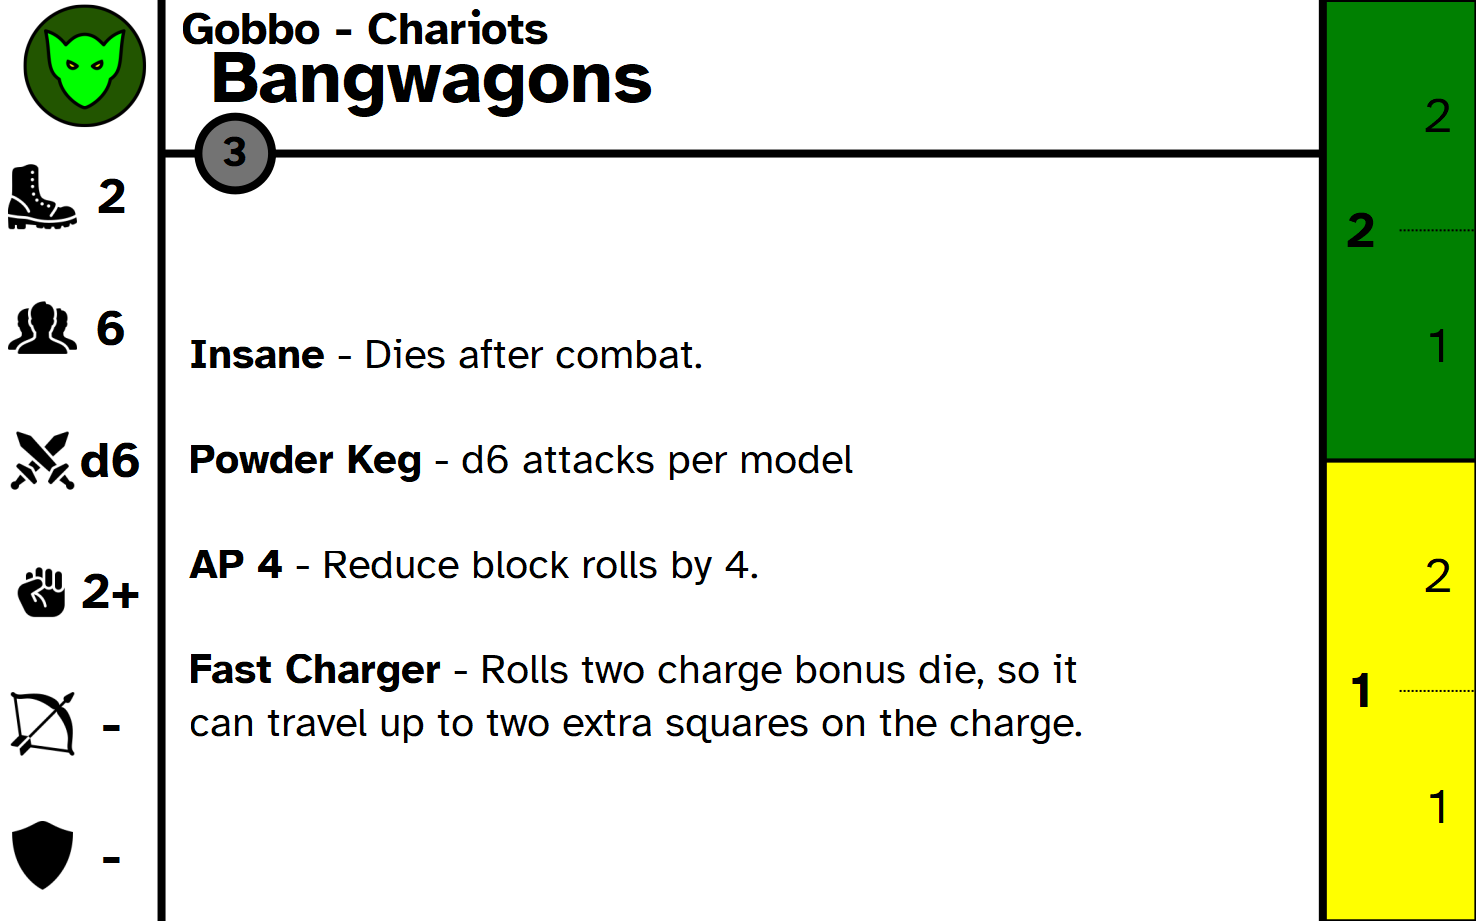 Gobbo - Chariots
Bangwagons
3
2
6
d6
2+
-
-
Insane - Dies after combat.
Powder Keg - d6 attacks per model
AP 4 - Reduce block rolls by 4.
Fast Charger - Rolls two charge bonus die, so it
can travel up to two extra squares on the charge.
2
2
1
2
1
1